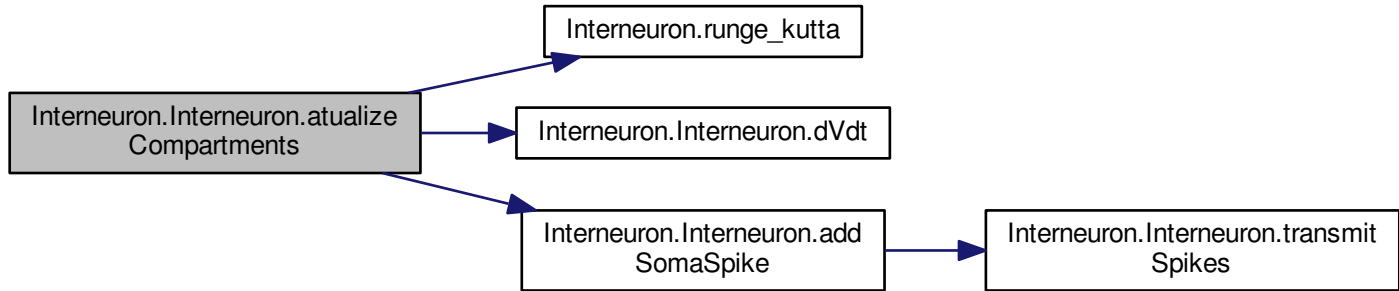 Interneuron.runge_kutta
Interneuron.Interneuron.atualize
Compartments
Interneuron.Interneuron.dVdt
Interneuron.Interneuron.add
SomaSpike
Interneuron.Interneuron.transmit
Spikes